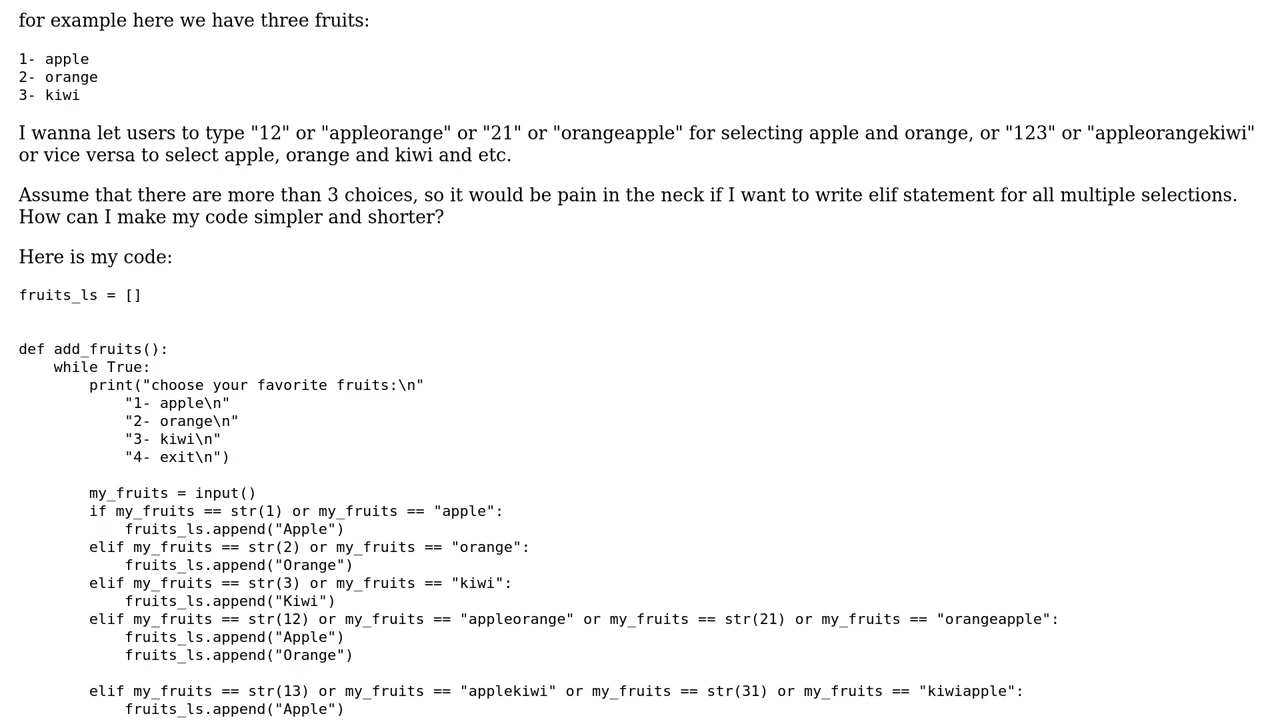 for example here we have three fruits:
1- apple
2- orange
3- kiwi
I wanna let users to type "12" or "appleorange" or "21" or "orangeapple" for selecting apple and orange, or "123" or "appleorangekiwi"
or vice versa to select apple, orange and kiwi and etc.
Assume that there are more than 3 choices, so it would be pain in the neck if I want to write elif statement for all multiple selections.
How can I make my code simpler and shorter?
Here is my code:
fruits_ls = []
def add_fruits():
    while True:
        print("choose your favorite fruits:\n"
            "1- apple\n"
            "2- orange\n"
            "3- kiwi\n"
            "4- exit\n")
        my_fruits = input()
        if my_fruits == str(1) or my_fruits == "apple":
            fruits_ls.append("Apple")
        elif my_fruits == str(2) or my_fruits == "orange":
            fruits_ls.append("Orange")
        elif my_fruits == str(3) or my_fruits == "kiwi":
            fruits_ls.append("Kiwi")
        elif my_fruits == str(12) or my_fruits == "appleorange" or my_fruits == str(21) or my_fruits == "orangeapple":
            fruits_ls.append("Apple")
            fruits_ls.append("Orange")
        elif my_fruits == str(13) or my_fruits == "applekiwi" or my_fruits == str(31) or my_fruits == "kiwiapple":
            fruits_ls.append("Apple")